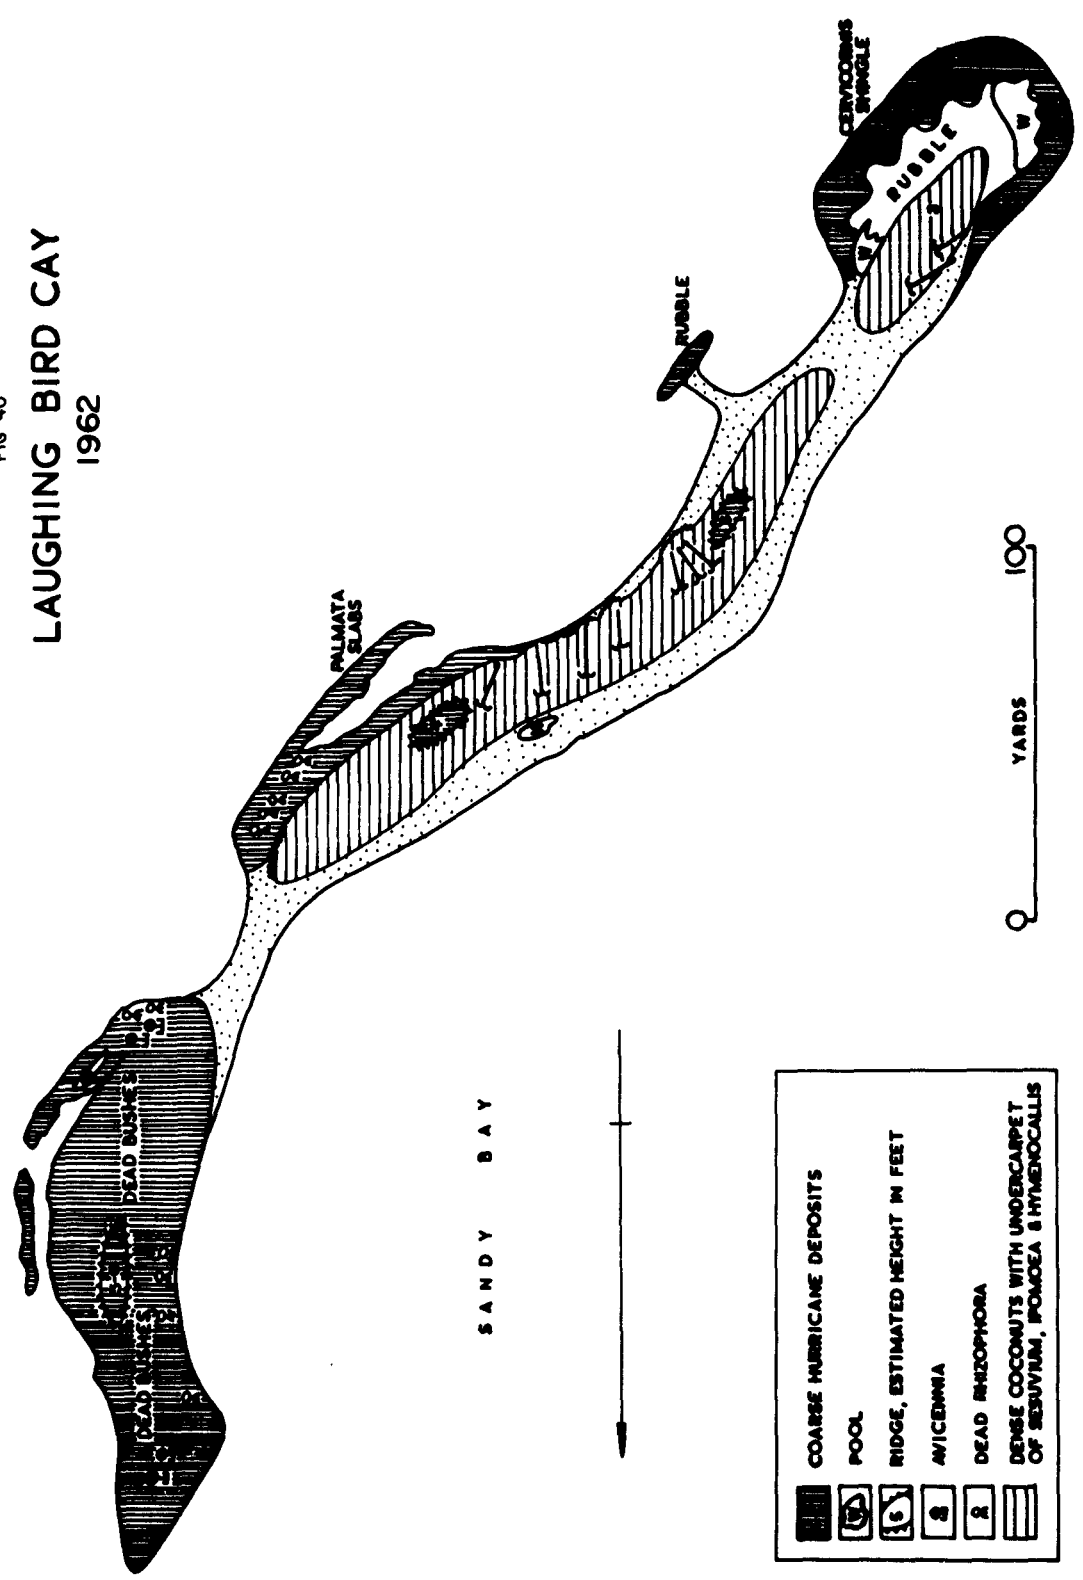 LAUGHING BIRD CAY
1962
CERVICORNIS
SHINGLE
RUBBLE
W
W
RUBBLE
PALMATA
SLABS
DEAD BUSHES
DEAD BUSHES
SANDY BAY
0
100
YARDS
COARSE HURRICANE DEPOSITS
POOL
RIDGE, ESTIMATED HEIGHT IN FEET
AVICENNIA
DEAD RHIZOPHORA
DENSE COCONUTS WITH UNDERCARPET
OF SESUVIUM, IPOMOEA & HYMENOCALLIS